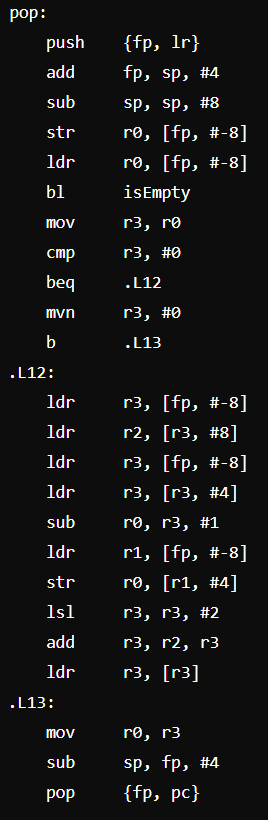 pop:
    push    {fp, lr}
    add     fp, sp, #4
    sub     sp, sp, #8
    str     r0, [fp, #-8]
    ldr     r0, [fp, #-8]
    bl      isEmpty
    mov     r3, r0
    cmp     r3, #0
    beq     .L12
    mvn     r3, #0
    b       .L13
.L12:
    ldr     r3, [fp, #-8]
    ldr     r2, [r3, #8]
    ldr     r3, [fp, #-8]
    ldr     r3, [r3, #4]
    sub     r0, r3, #1
    ldr     r1, [fp, #-8]
    str     r0, [r1, #4]
    lsl     r3, r3, #2
    add     r3, r2, r3
    ldr     r3, [r3]
.L13:
    mov     r0, r3
    sub     sp, fp, #4
    pop     {fp, pc}